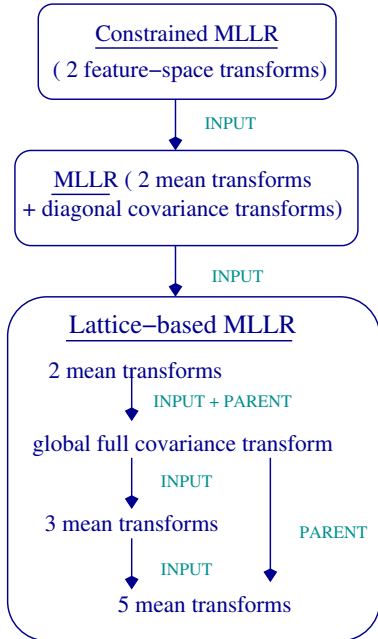 Constrained MLLR
( 2 feature−space transforms)
INPUT
MLLR ( 2 mean transforms
+ diagonal covariance transforms)
INPUT
Lattice−based MLLR
2 mean transforms
INPUT + PARENT
global full covariance transform
INPUT
3 mean transforms
PARENT
INPUT
5 mean transforms